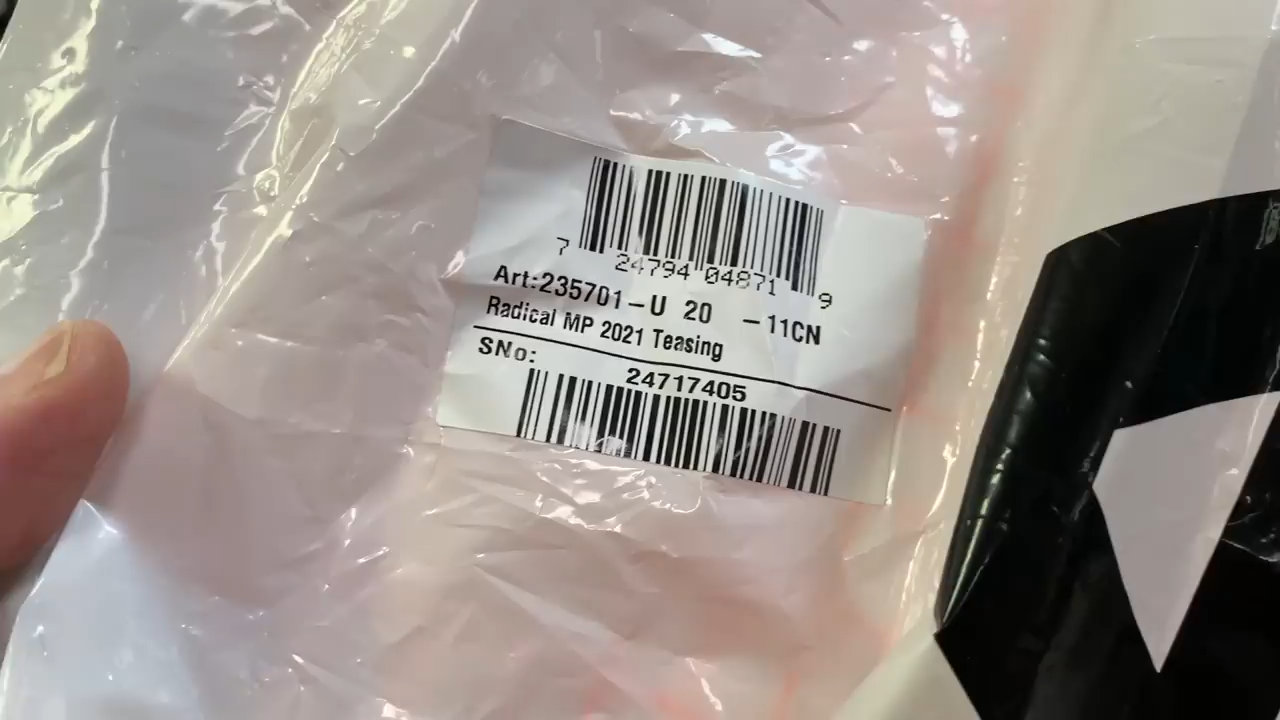 7 24794 04871 9
Art:235701-U 20 -11CN
Radical MP 2021 Teasing
SNo:
24717405